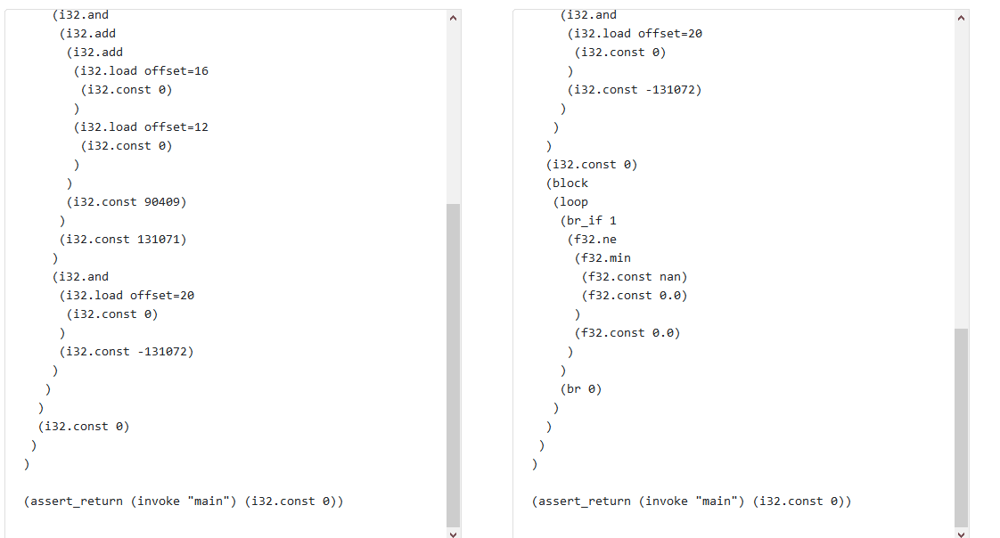 (i32.and
(i32.add
(i32.add
(i32.load offset=16
(i32.const 0)
)
(i32.load offset=12
(i32.const 0)
)
)
(i32.const 90409)
)
(i32.const 131071)
)
(i32.and
(i32.load offset=20
(i32.const 0)
)
(i32.const -131072)
)
)
)
(i32.const 0)
)
)
(assert_return (invoke "main") (i32.const 0))
(i32.and
(i32.load offset=20
(i32.const 0)
)
(i32.const -131072)
)
)
)
(i32.const 0)
(block
(loop
(br_if 1
(f32.ne
(f32.min
(f32.const nan)
(f32.const 0.0)
)
(f32.const 0.0)
)
)
(br 0)
)
)
)
)
(assert_return (invoke "main") (i32.const 0))